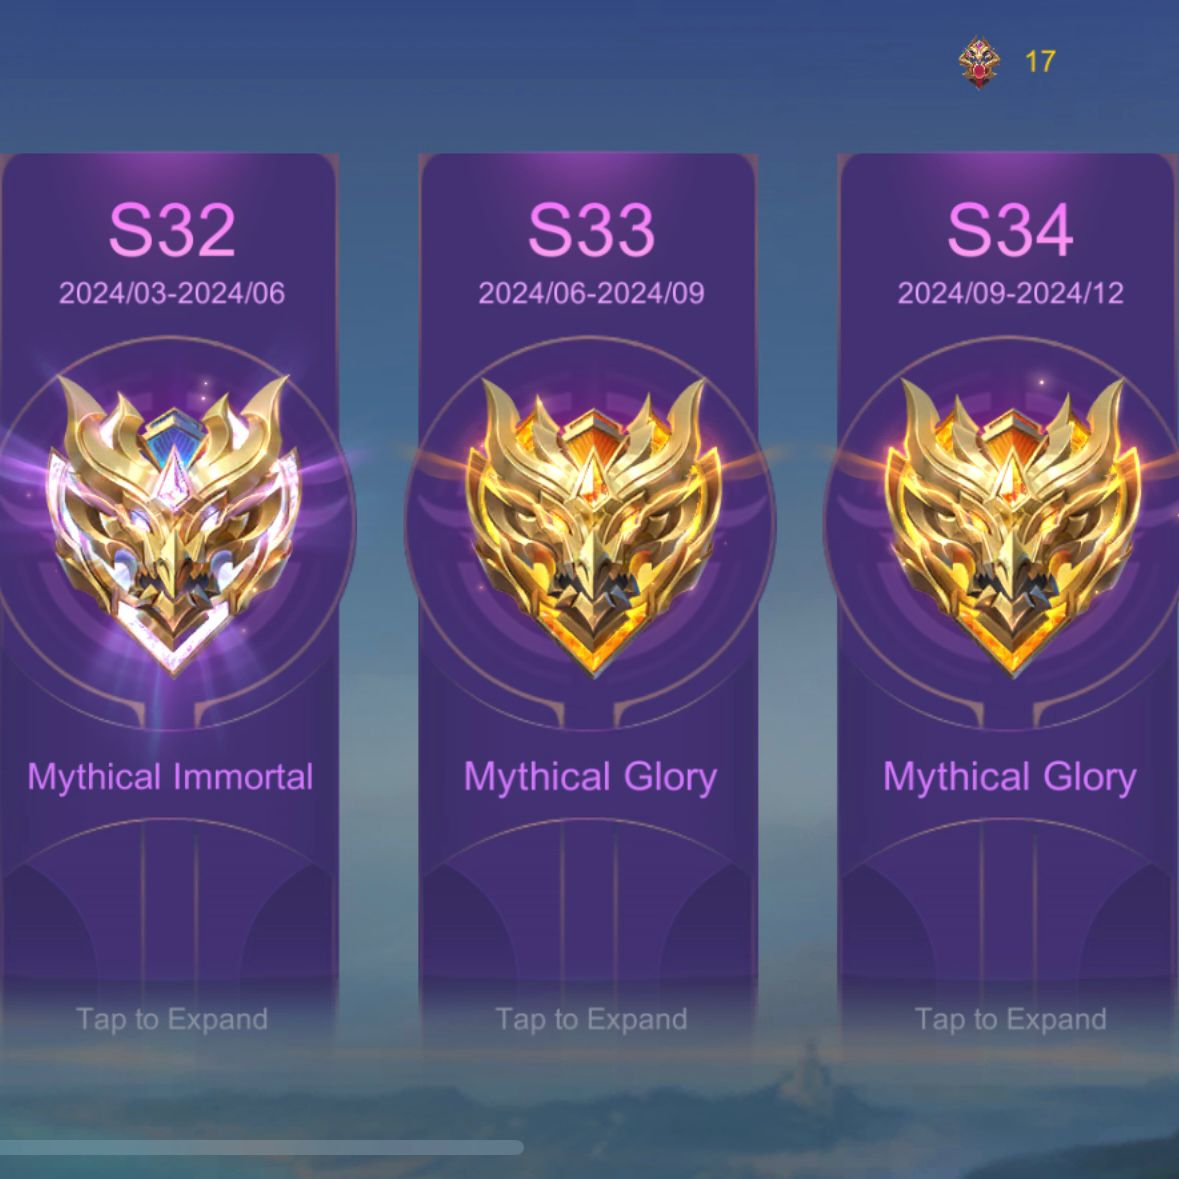 17
S32
2024/03-2024/06
Mythical Immortal
Tap to Expand
S33
2024/06-2024/09
Mythical Glory
Tap to Expand
S34
2024/09-2024/12
Mythical Glory
Tap to Expand